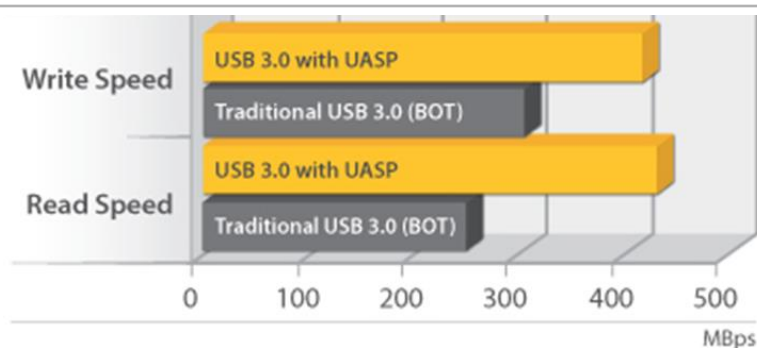 Write Speed
USB 3.0 with UASP
Traditional USB 3.0 (BOT)
Read Speed
USB 3.0 with UASP
Traditional USB 3.0 (BOT)
0 100 200 300 400 500
MBps